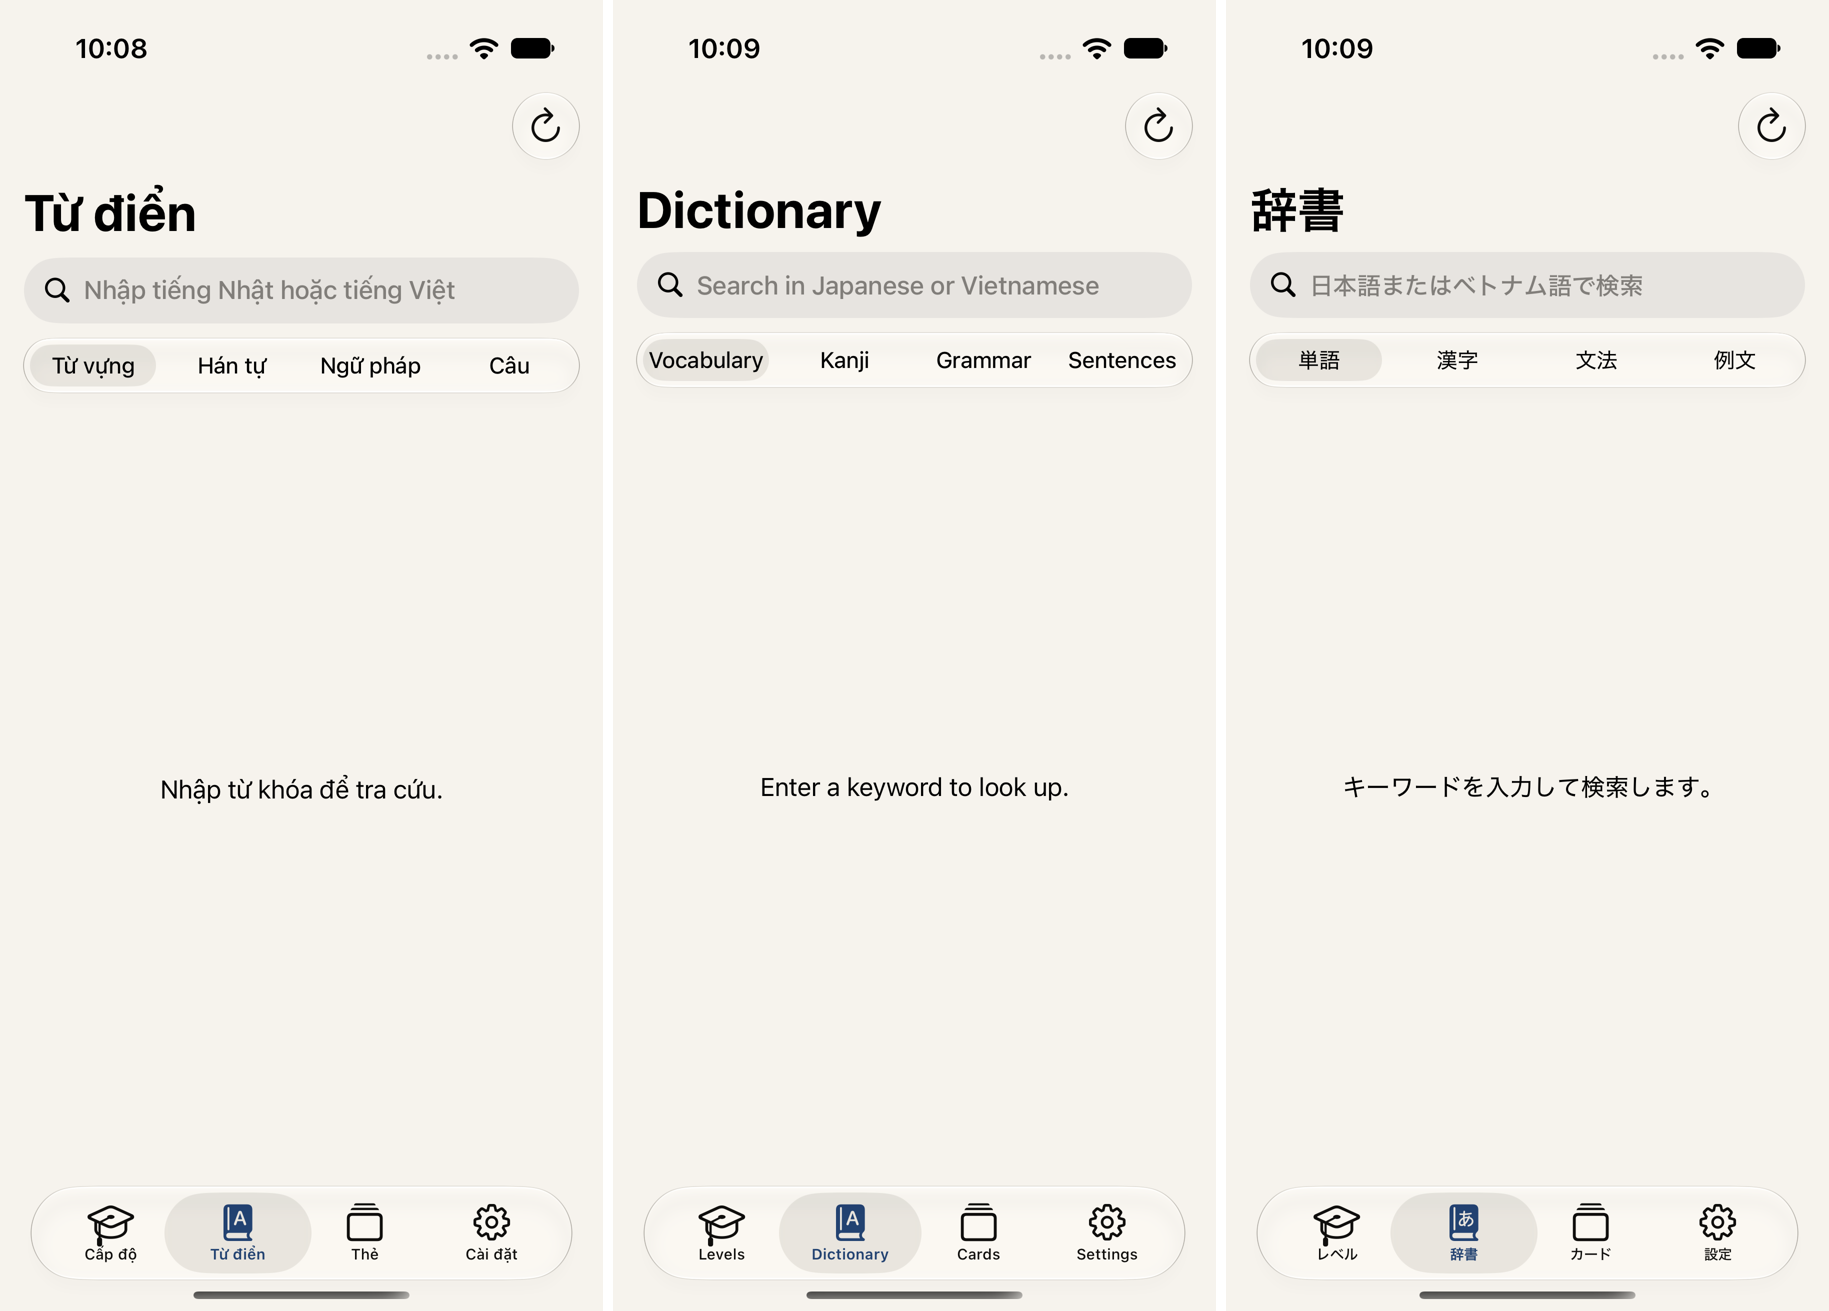 10:08
Từ điển
Nhập tiếng Nhật hoặc tiếng Việt
Từ vựng Hán tự Ngữ pháp Câu
Nhập từ khóa để tra cứu.
A
Cấp độ Từ điển Thẻ Cài đặt
10:09
Dictionary
Search in Japanese or Vietnamese
Vocabulary Kanji Grammar Sentences
Enter a keyword to look up.
A
Levels Dictionary Cards Settings
10:09
辞書
日本語またはベトナム語で検索
単語 漢字 文法 例文
キーワードを入力して検索します。
あ
レベル 辞書 カード 設定